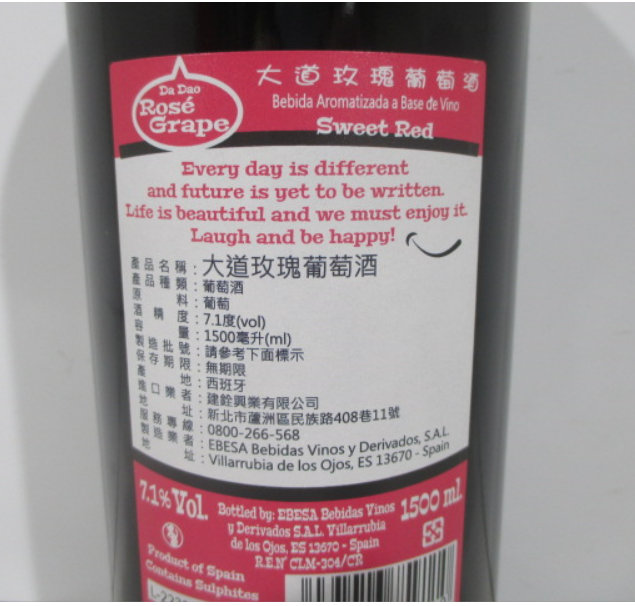 Da Dao
Rosé
Grape
大道玫瑰葡萄酒
Bebida Aromatizada a Base de Vino
Sweet Red
Every day is different
and future is yet to be written.
Life is beautiful and we must enjoy it.
Laugh and be happy!
產品名稱：大道玫瑰葡萄酒
產品種類：葡萄酒
原料：葡萄
酒精度：7.1度(vol)
容量：1500毫升(ml)
製造批號：請參考下面標示
保存期限：無期限
產地：西班牙
進口業者：建銓興業有限公司
地址：新北市蘆洲區民族路408巷11號
服務專線：0800-266-568
製造業者：EBESA Bebidas Vinos y Derivados, S.A.L.
地址：Villarrubia de los Ojos, ES 13670 - Spain
7.1% Vol.
Bottled by: EBESA Bebidas Vinos
y Derivados S.A.L. Villarrubia
de los Ojos, ES 13670 - Spain
R.E.Nº CLM-304/CR
1500 ml.
Product of Spain
Contains Sulphites